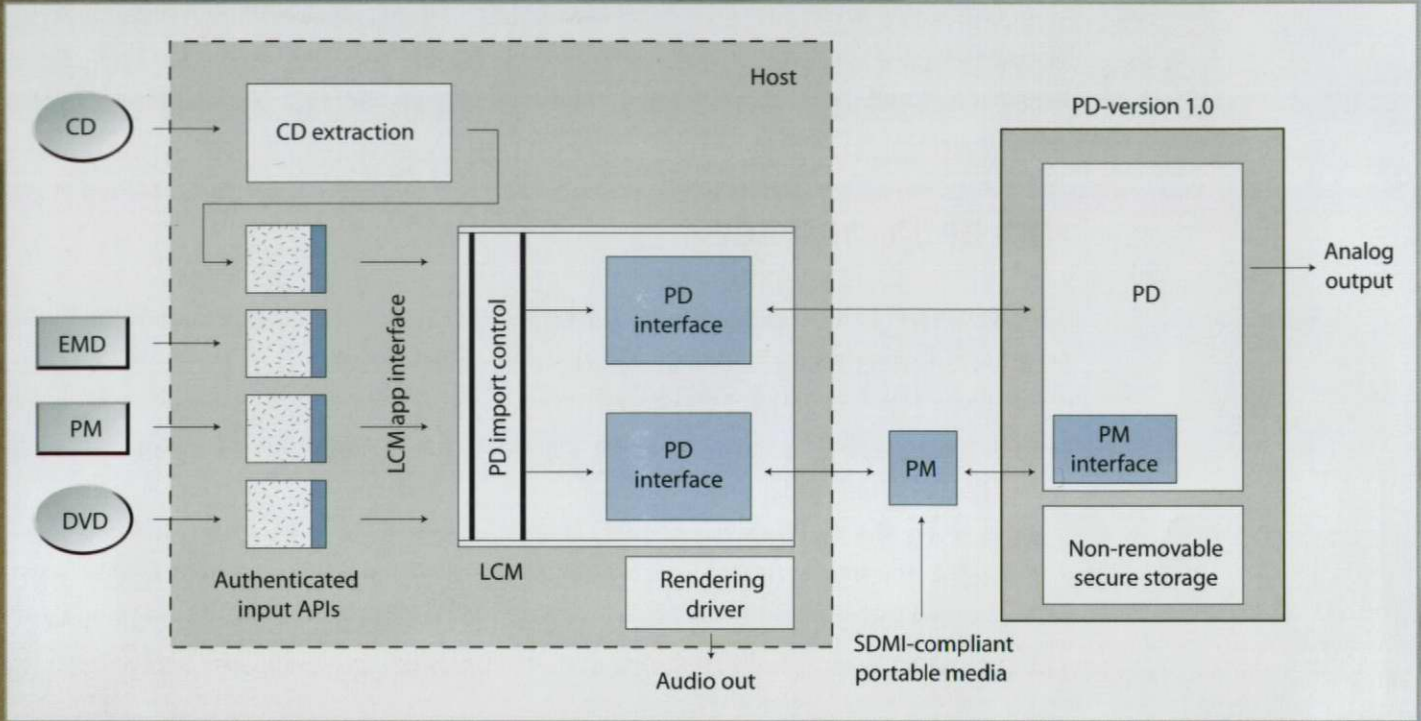 Host
PD-version 1.0
CD
CD extraction
EMD
PM
DVD
Authenticated
input APIs
LCM app interface
PD import control
LCM
PD
interface
PD
interface
Rendering
driver
Audio out
PM
SDMI-compliant
portable media
PD
PM
interface
Non-removable
secure storage
Analog
output